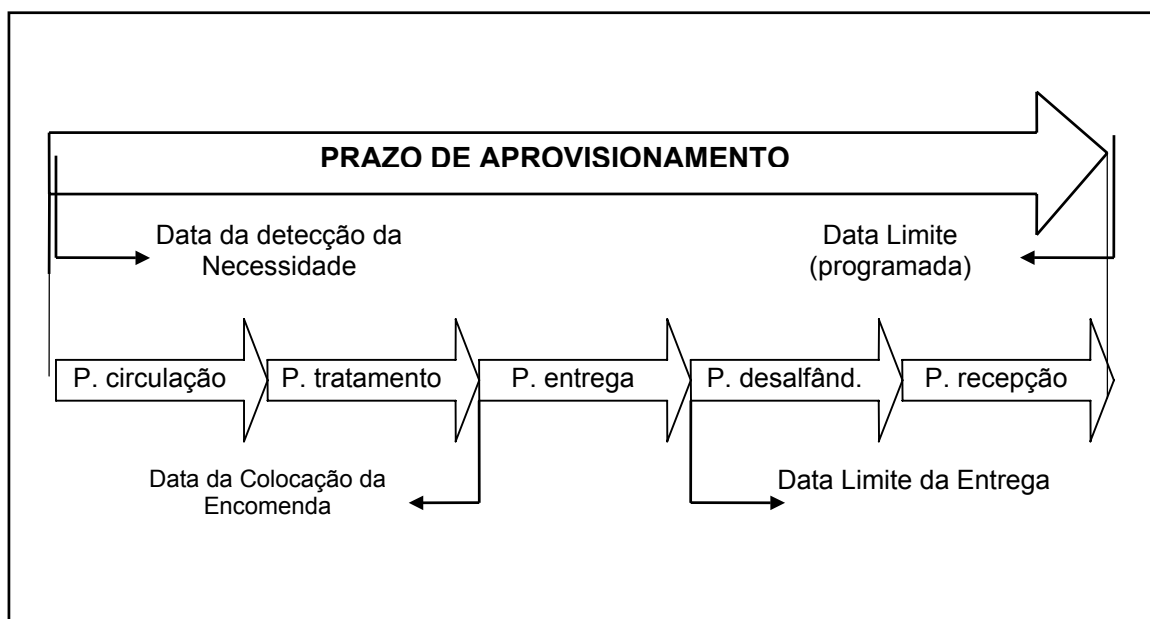 PRAZO DE APROVISIONAMENTO
Data da detecção da
Necessidade
Data Limite
(programada)
P. circulação
P. tratamento
P. entrega
P. desalfând.
P. recepção
Data da Colocação da
Encomenda
Data Limite da Entrega